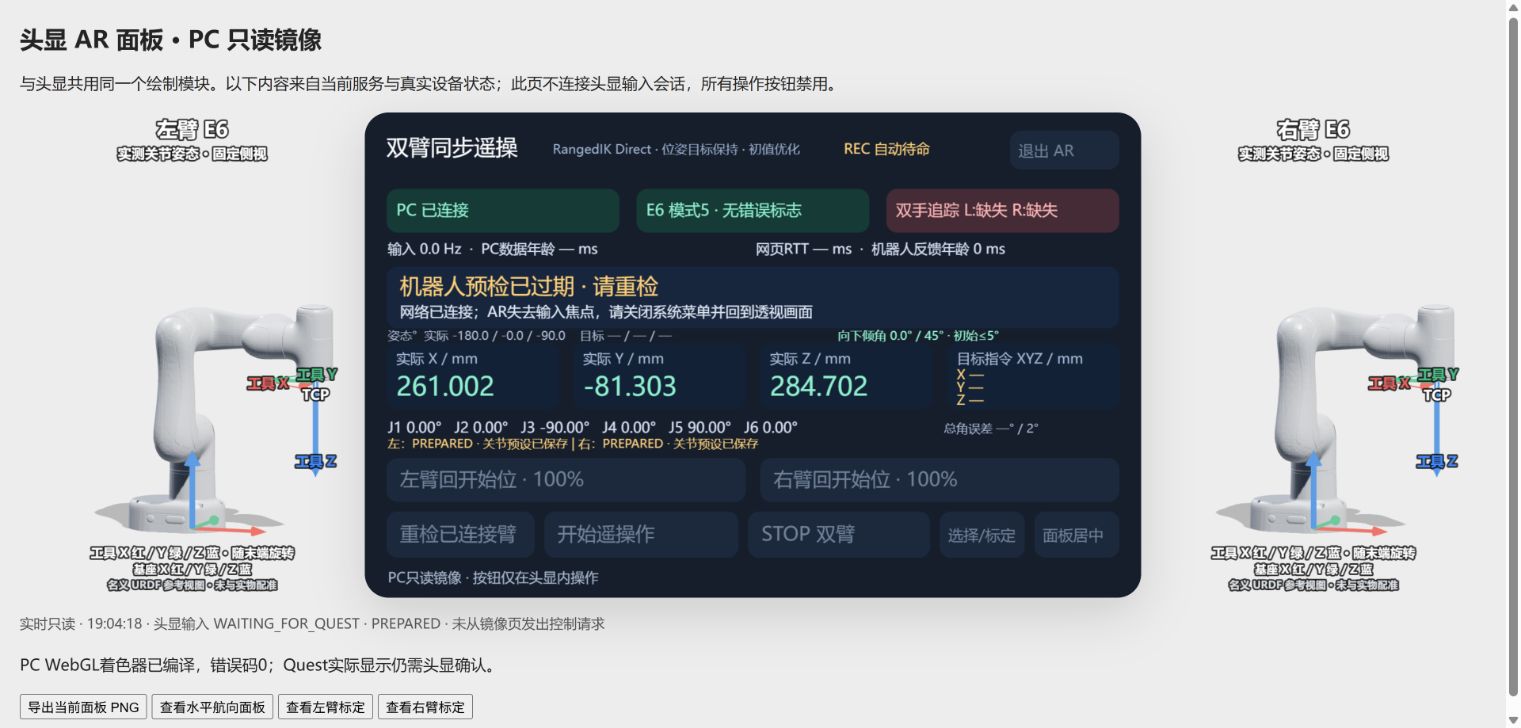 头显 AR 面板 • PC 只读镜像
与头显共用同一个绘制模块。以下内容来自当前服务与真实设备状态；此页不连接头显输入会话，所有操作按钮禁用。
左臂 E6
实测关节姿态 • 固定侧视
工具 X
工具 Y
TCP
工具 Z
工具 X 红 / Y 绿 / Z 蓝 • 随末端旋转
基座 X 红 / Y 绿 / Z 蓝
名义 URDF 参考视图 • 未与实物配准
双臂同步遥操
RangedIK Direct · 位姿目标保持 · 初值优化
REC 自动待命
退出 AR
PC 已连接
E6 模式5 · 无错误标志
双手追踪 L:缺失 R:缺失
输入 0.0 Hz · PC数据年龄 — ms
网页RTT — ms · 机器人反馈年龄 0 ms
机器人预检已过期 · 请重检
网络已连接；AR失去输入焦点，请关闭系统菜单并回到透视画面
姿态° 实际 -180.0 / -0.0 / -90.0 目标 — / — / —
向下倾角 0.0° / 45° · 初始≤5°
实际 X / mm
261.002
实际 Y / mm
-81.303
实际 Z / mm
284.702
目标指令 XYZ / mm
X —
Y —
Z —
J1 0.00° J2 0.00° J3 -90.00° J4 0.00° J5 90.00° J6 0.00°
总角误差 —° / 2°
左：PREPARED · 关节预设已保存 | 右：PREPARED · 关节预设已保存
左臂回开始位 · 100%
右臂回开始位 · 100%
重检已连接臂
开始遥操作
STOP 双臂
选择/标定
面板居中
PC只读镜像 · 按钮仅在头显内操作
右臂 E6
实测关节姿态 • 固定侧视
工具 X
工具 Y
TCP
工具 Z
工具 X 红 / Y 绿 / Z 蓝 • 随末端旋转
基座 X 红 / Y 绿 / Z 蓝
名义 URDF 参考视图 • 未与实物配准
实时只读 · 19:04:18 · 头显输入 WAITING_FOR_QUEST · PREPARED · 未从镜像页发出控制请求
PC WebGL着色器已编译，错误码0；Quest实际显示仍需头显确认。
导出当前面板 PNG
查看水平航向面板
查看左臂标定
查看右臂标定